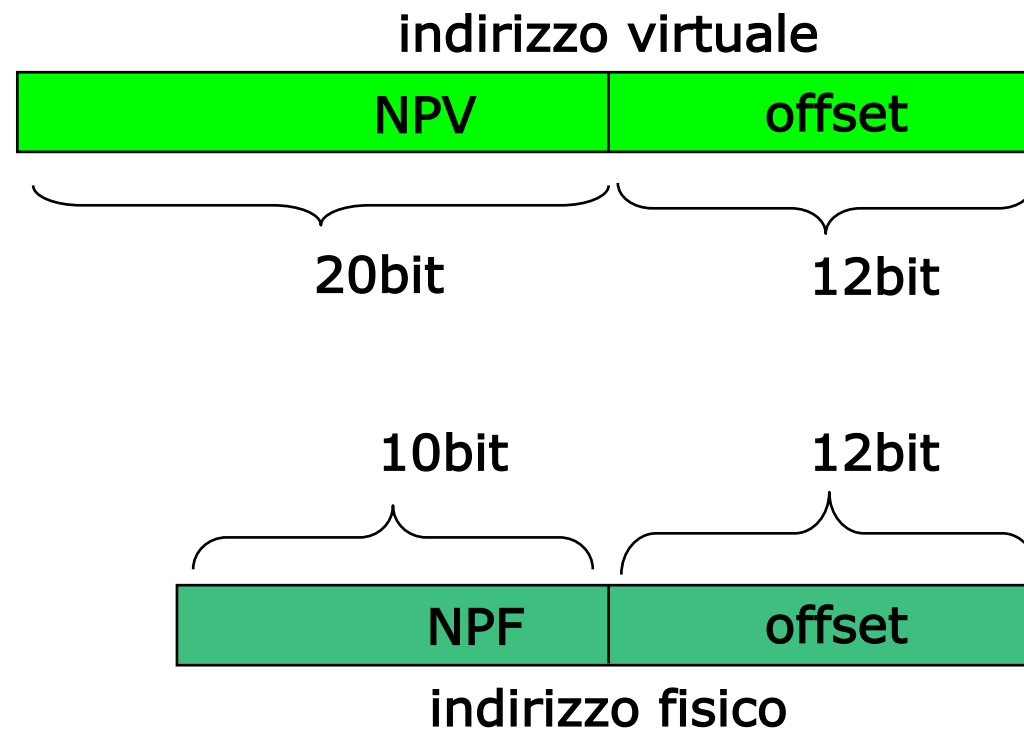 indirizzo virtuale
NPV offset
20bit 12bit
10bit 12bit
NPF offset
indirizzo fisico